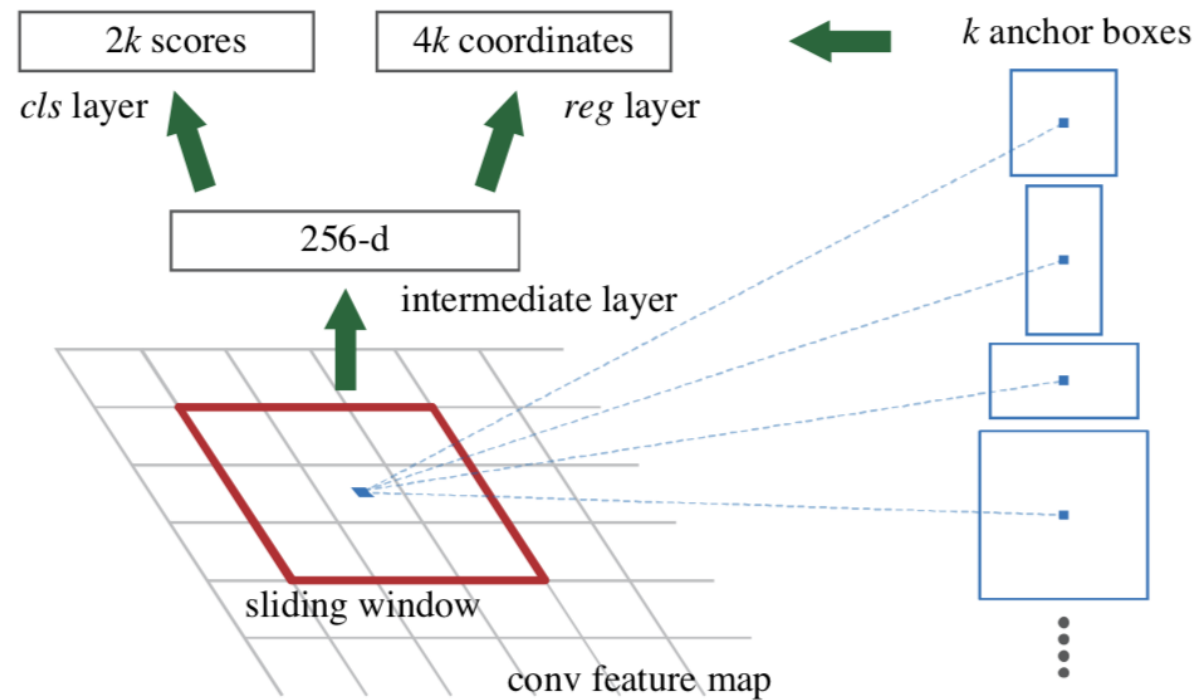 2k scores
4k coordinates
k anchor boxes
cls layer
reg layer
256-d
intermediate layer
sliding window
conv feature map